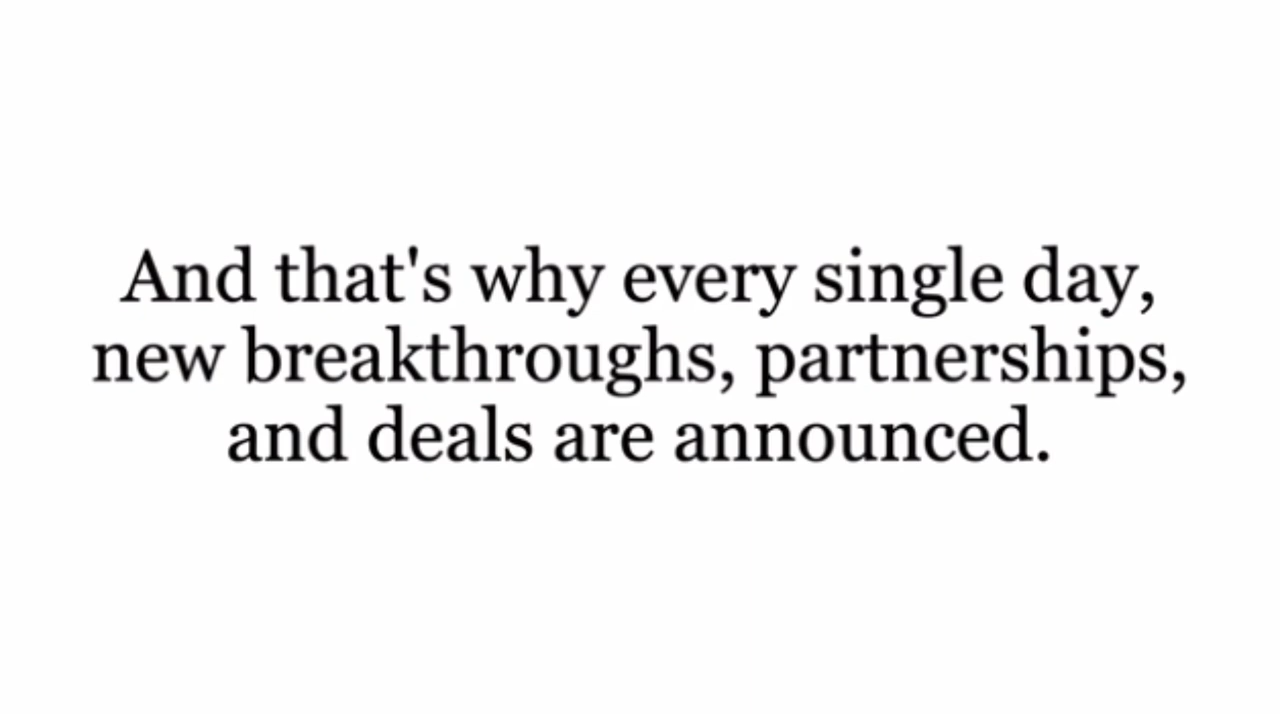 And that's why every single day,
new breakthroughs, partnerships,
and deals are announced.